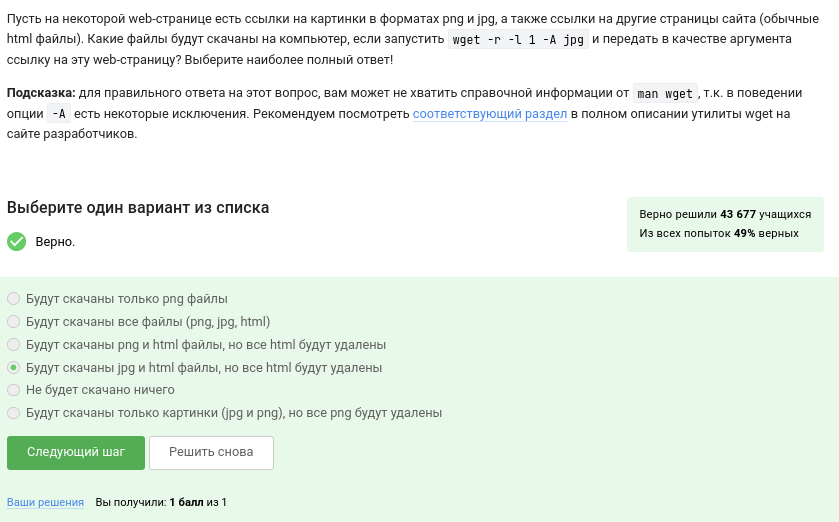 Пусть на некоторой web-странице есть ссылки на картинки в форматах png и jpg, а также ссылки на другие страницы сайта (обычные
html файлы). Какие файлы будут скачаны на компьютер, если запустить wget -r -l 1 -A jpg и передать в качестве аргумента
ссылку на эту web-страницу? Выберите наиболее полный ответ!
Подсказка: для правильного ответа на этот вопрос, вам может не хватить справочной информации от man wget, т.к. в поведении
опции -A есть некоторые исключения. Рекомендуем посмотреть соответствующий раздел в полном описании утилиты wget на
сайте разработчиков.
Выберите один вариант из списка
Верно решили 43 677 учащихся
Из всех попыток 49% верных
Верно.
Будут скачаны только png файлы
Будут скачаны все файлы (png, jpg, html)
Будут скачаны png и html файлы, но все html будут удалены
Будут скачаны jpg и html файлы, но все html будут удалены
Не будет скачано ничего
Будут скачаны только картинки (jpg и png), но все png будут удалены
Следующий шаг
Решить снова
Ваши решения Вы получили: 1 балл из 1